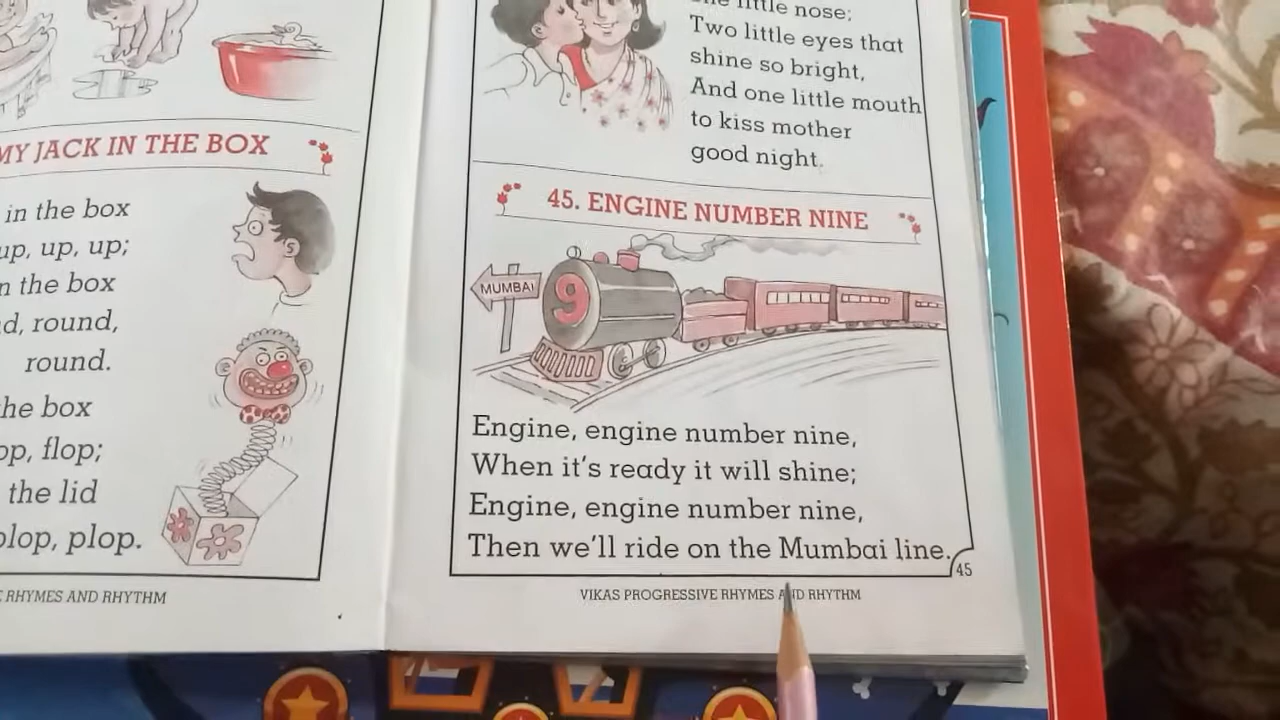 MY JACK IN THE BOX
in the box
up, up, up;
the box
round,
round.
the box
flop;
the lid
plop.
RHYMES AND RHYTHM
little nose;
Two little eyes that
shine so bright,
And one little mouth
to kiss mother
good night.
45. ENGINE NUMBER NINE
MUMBAI
9
Engine, engine number nine,
When it's ready it will shine;
Engine, engine number nine,
Then we'll ride on the Mumbai line.
45
VIKAS PROGRESSIVE RHYMES AND RHYTHM